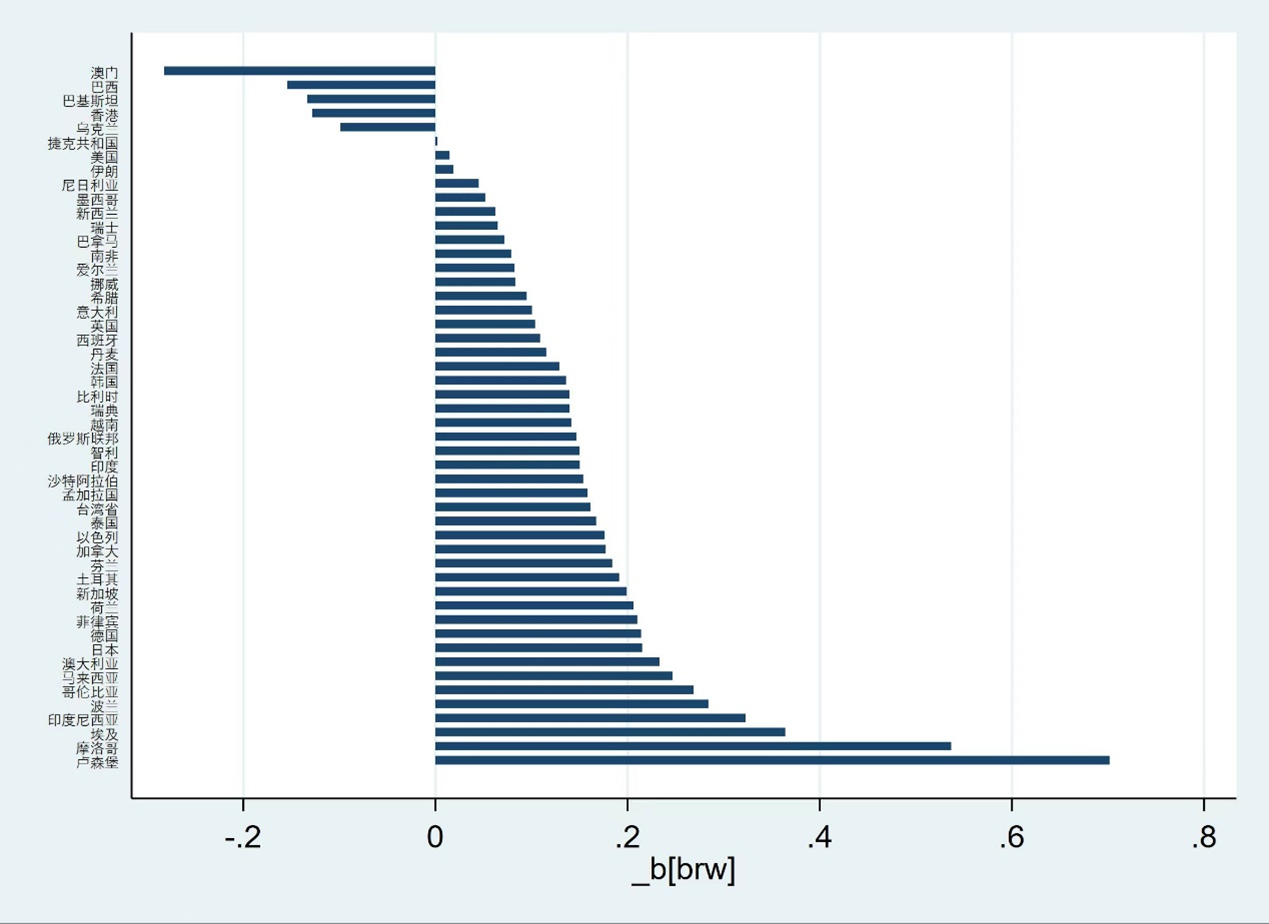 澳门
巴西
巴基斯坦
香港
乌克兰
捷克共和国
美国
伊朗
尼日利亚
墨西哥
新西兰
瑞士
巴拿马
南非
爱尔兰
挪威
希腊
意大利
英国
西班牙
丹麦
法国
韩国
比利时
瑞典
越南
俄罗斯联邦
智利
印度
沙特阿拉伯
孟加拉国
台湾省
泰国
以色列
加拿大
芬兰
土耳其
新加坡
荷兰
菲律宾
德国
日本
澳大利亚
马来西亚
哥伦比亚
波兰
印度尼西亚
埃及
摩洛哥
卢森堡
-.2 0 .2 .4 .6 .8
_b[brw]